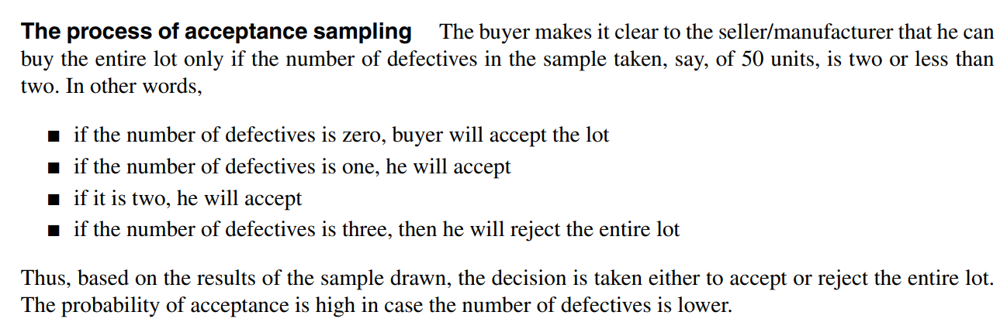 The process of acceptance sampling The buyer makes it clear to the seller/manufacturer that he can
buy the entire lot only if the number of defectives in the sample taken, say, of 50 units, is two or less than
two. In other words,
■ if the number of defectives is zero, buyer will accept the lot
■ if the number of defectives is one, he will accept
■ if it is two, he will accept
■ if the number of defectives is three, then he will reject the entire lot
Thus, based on the results of the sample drawn, the decision is taken either to accept or reject the entire lot.
The probability of acceptance is high in case the number of defectives is lower.